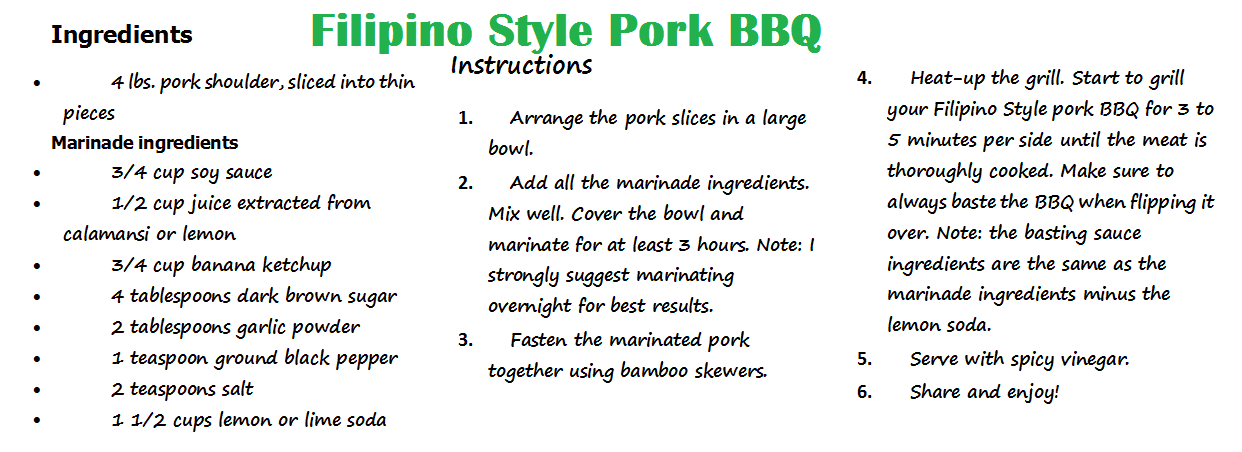 Filipino Style Pork BBQ
Ingredients
• 4 lbs. pork shoulder, sliced into thin
pieces
Marinade ingredients
• 3/4 cup soy sauce
• 1/2 cup juice extracted from
calamansi or lemon
• 3/4 cup banana ketchup
• 4 tablespoons dark brown sugar
• 2 tablespoons garlic powder
• 1 teaspoon ground black pepper
• 2 teaspoons salt
• 1 1/2 cups lemon or lime soda
Instructions
1. Arrange the pork slices in a large
bowl.
2. Add all the marinade ingredients.
Mix well. Cover the bowl and
marinate for at least 3 hours. Note: I
strongly suggest marinating
overnight for best results.
3. Fasten the marinated pork
together using bamboo skewers.
4. Heat-up the grill. Start to grill
your Filipino Style pork BBQ for 3 to
5 minutes per side until the meat is
thoroughly cooked. Make sure to
always baste the BBQ when flipping it
over. Note: the basting sauce
ingredients are the same as the
marinade ingredients minus the
lemon soda.
5. Serve with spicy vinegar.
6. Share and enjoy!